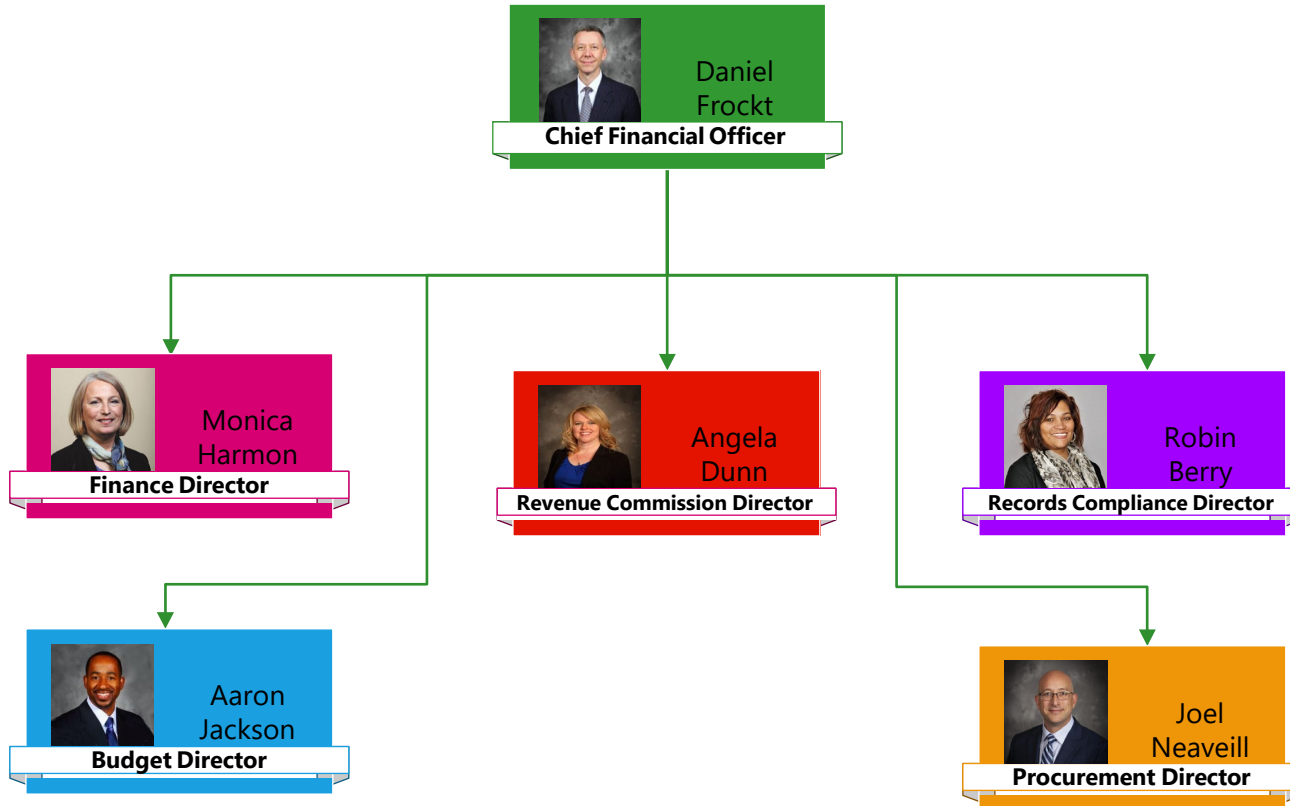 Daniel
Frockt
Chief Financial Officer
Monica
Harmon
Finance Director
Angela
Dunn
Revenue Commission Director
Robin
Berry
Records Compliance Director
Aaron
Jackson
Budget Director
Joel
Neaveill
Procurement Director